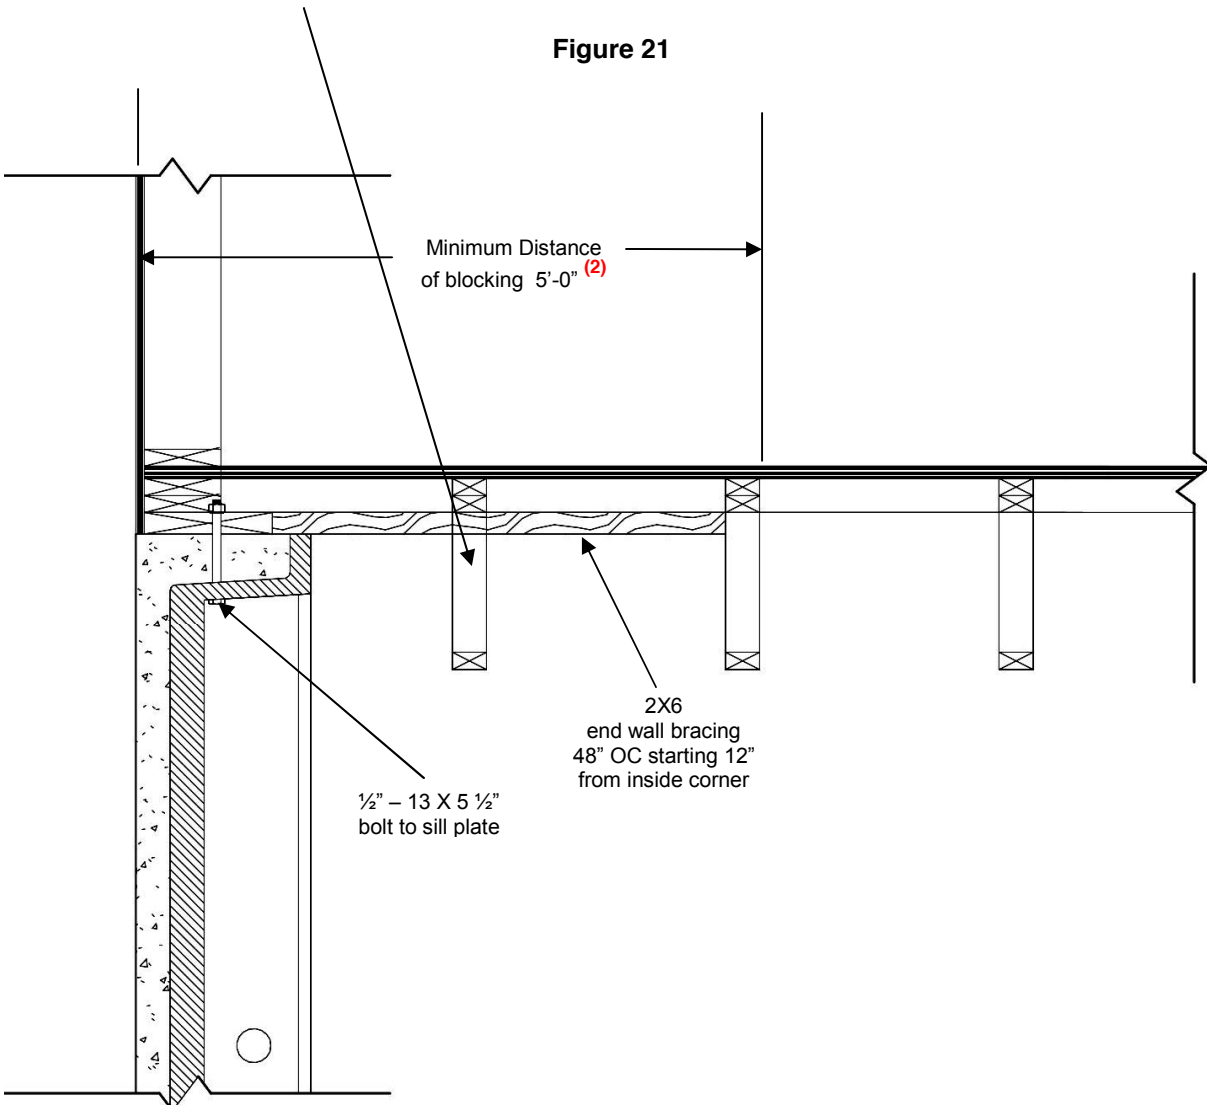 Figure 21
Minimum Distance
of blocking 5’-0” (2)
2X6
end wall bracing
48” OC starting 12”
from inside corner
½” – 13 X 5 ½”
bolt to sill plate